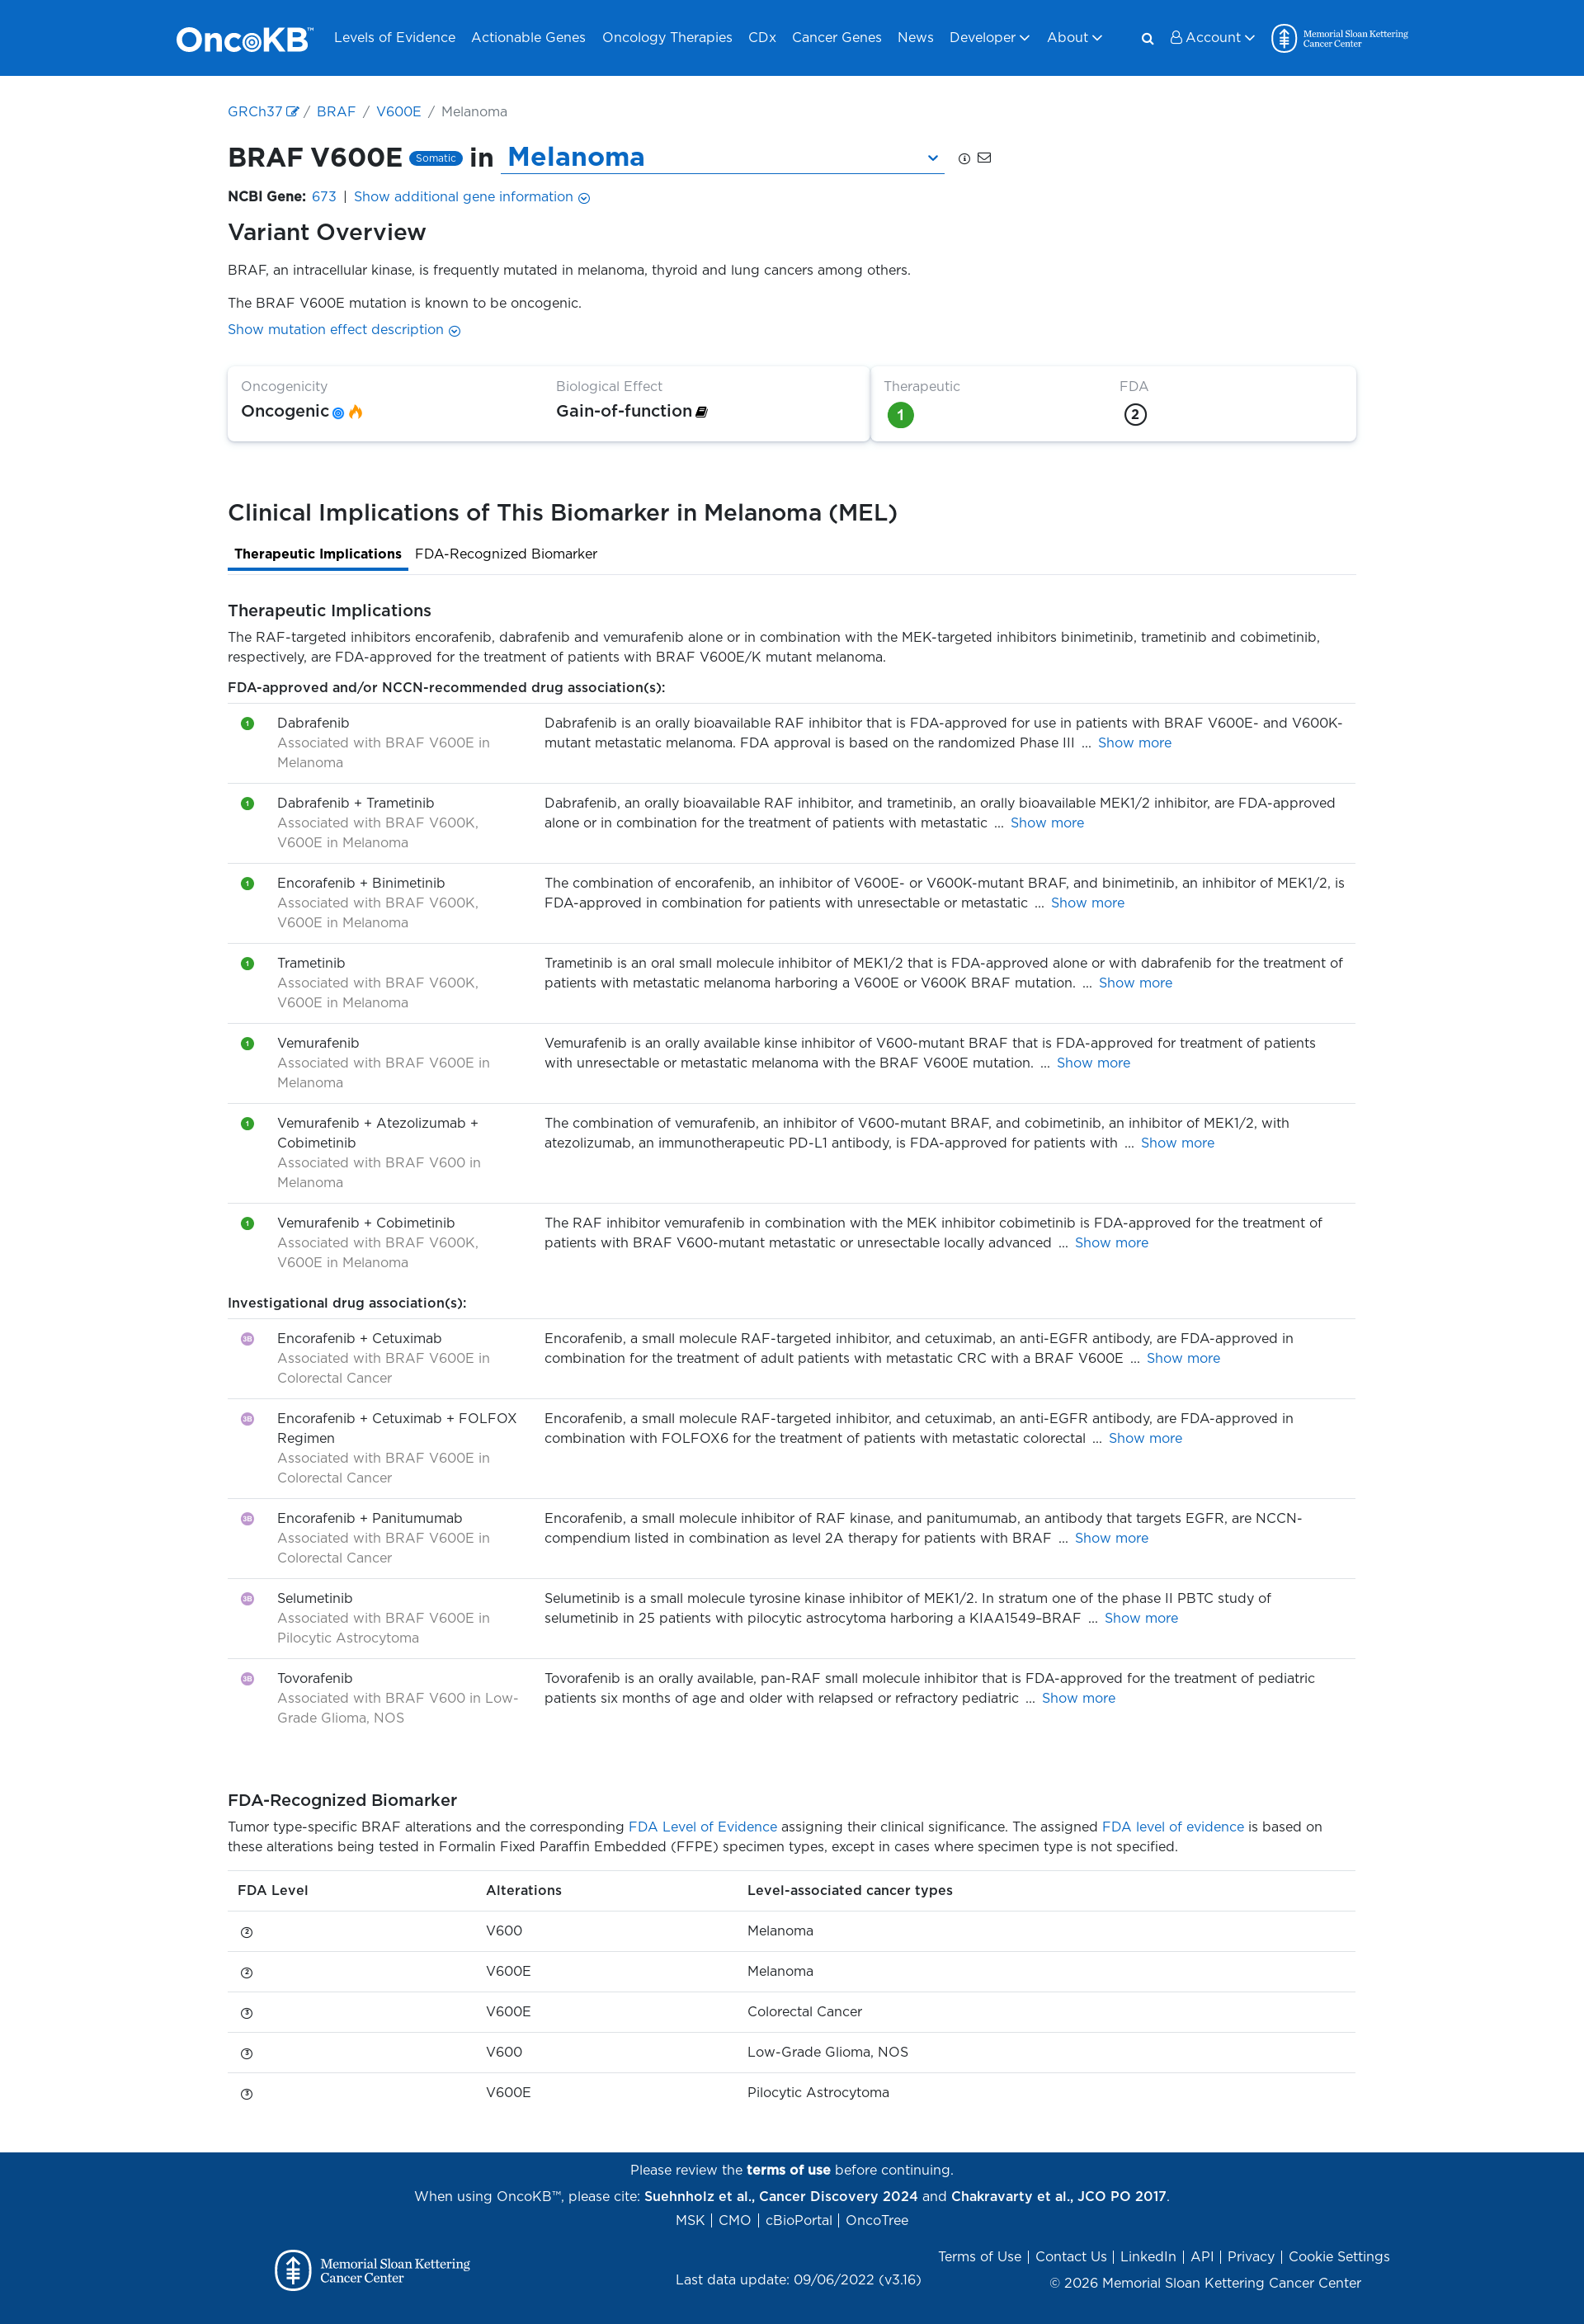 OncoKB™ Levels of Evidence Actionable Genes Oncology Therapies CDx Cancer Genes News Developer About Account Memorial Sloan Kettering
Cancer Center
GRCh37 / BRAF / V600E / Melanoma
BRAF V600E Somatic in Melanoma
NCBI Gene: 673 | Show additional gene information
Variant Overview
BRAF, an intracellular kinase, is frequently mutated in melanoma, thyroid and lung cancers among others.
The BRAF V600E mutation is known to be oncogenic.
Show mutation effect description
Oncogenicity Biological Effect Therapeutic FDA
Oncogenic Gain-of-function 1 2
Clinical Implications of This Biomarker in Melanoma (MEL)
Therapeutic Implications FDA-Recognized Biomarker
Therapeutic Implications
The RAF-targeted inhibitors encorafenib, dabrafenib and vemurafenib alone or in combination with the MEK-targeted inhibitors binimetinib, trametinib and cobimetinib,
respectively, are FDA-approved for the treatment of patients with BRAF V600E/K mutant melanoma.
FDA-approved and/or NCCN-recommended drug association(s):
1 Dabrafenib
Associated with BRAF V600E in
Melanoma
Dabrafenib is an orally bioavailable RAF inhibitor that is FDA-approved for use in patients with BRAF V600E- and V600K-
mutant metastatic melanoma. FDA approval is based on the randomized Phase III ... Show more
1 Dabrafenib + Trametinib
Associated with BRAF V600K,
V600E in Melanoma
Dabrafenib, an orally bioavailable RAF inhibitor, and trametinib, an orally bioavailable MEK1/2 inhibitor, are FDA-approved
alone or in combination for the treatment of patients with metastatic ... Show more
1 Encorafenib + Binimetinib
Associated with BRAF V600K,
V600E in Melanoma
The combination of encorafenib, an inhibitor of V600E- or V600K-mutant BRAF, and binimetinib, an inhibitor of MEK1/2, is
FDA-approved in combination for patients with unresectable or metastatic ... Show more
1 Trametinib
Associated with BRAF V600K,
V600E in Melanoma
Trametinib is an oral small molecule inhibitor of MEK1/2 that is FDA-approved alone or with dabrafenib for the treatment of
patients with metastatic melanoma harboring a V600E or V600K BRAF mutation. ... Show more
1 Vemurafenib
Associated with BRAF V600E in
Melanoma
Vemurafenib is an orally available kinse inhibitor of V600-mutant BRAF that is FDA-approved for treatment of patients
with unresectable or metastatic melanoma with the BRAF V600E mutation. ... Show more
1 Vemurafenib + Atezolizumab +
Cobimetinib
Associated with BRAF V600 in
Melanoma
The combination of vemurafenib, an inhibitor of V600-mutant BRAF, and cobimetinib, an inhibitor of MEK1/2, with
atezolizumab, an immunotherapeutic PD-L1 antibody, is FDA-approved for patients with ... Show more
1 Vemurafenib + Cobimetinib
Associated with BRAF V600K,
V600E in Melanoma
The RAF inhibitor vemurafenib in combination with the MEK inhibitor cobimetinib is FDA-approved for the treatment of
patients with BRAF V600-mutant metastatic or unresectable locally advanced ... Show more
Investigational drug association(s):
3B Encorafenib + Cetuximab
Associated with BRAF V600E in
Colorectal Cancer
Encorafenib, a small molecule RAF-targeted inhibitor, and cetuximab, an anti-EGFR antibody, are FDA-approved in
combination for the treatment of adult patients with metastatic CRC with a BRAF V600E ... Show more
3B Encorafenib + Cetuximab + FOLFOX
Regimen
Associated with BRAF V600E in
Colorectal Cancer
Encorafenib, a small molecule RAF-targeted inhibitor, and cetuximab, an anti-EGFR antibody, are FDA-approved in
combination with FOLFOX6 for the treatment of patients with metastatic colorectal ... Show more
3B Encorafenib + Panitumumab
Associated with BRAF V600E in
Colorectal Cancer
Encorafenib, a small molecule inhibitor of RAF kinase, and panitumumab, an antibody that targets EGFR, are NCCN-
compendium listed in combination as level 2A therapy for patients with BRAF ... Show more
3B Selumetinib
Associated with BRAF V600E in
Pilocytic Astrocytoma
Selumetinib is a small molecule tyrosine kinase inhibitor of MEK1/2. In stratum one of the phase II PBTC study of
selumetinib in 25 patients with pilocytic astrocytoma harboring a KIAA1549–BRAF ... Show more
3B Tovorafenib
Associated with BRAF V600 in Low-
Grade Glioma, NOS
Tovorafenib is an orally available, pan-RAF small molecule inhibitor that is FDA-approved for the treatment of pediatric
patients six months of age and older with relapsed or refractory pediatric ... Show more
FDA-Recognized Biomarker
Tumor type-specific BRAF alterations and the corresponding FDA Level of Evidence assigning their clinical significance. The assigned FDA level of evidence is based on
these alterations being tested in Formalin Fixed Paraffin Embedded (FFPE) specimen types, except in cases where specimen type is not specified.
FDA Level Alterations Level-associated cancer types
2 V600 Melanoma
2 V600E Melanoma
3 V600E Colorectal Cancer
3 V600 Low-Grade Glioma, NOS
3 V600E Pilocytic Astrocytoma
Please review the terms of use before continuing.
When using OncoKB™, please cite: Suehnholz et al., Cancer Discovery 2024 and Chakravarty et al., JCO PO 2017.
MSK | CMO | cBioPortal | OncoTree
Memorial Sloan Kettering
Cancer Center
Last data update: 09/06/2022 (v3.16)
Terms of Use | Contact Us | LinkedIn | API | Privacy | Cookie Settings
© 2026 Memorial Sloan Kettering Cancer Center